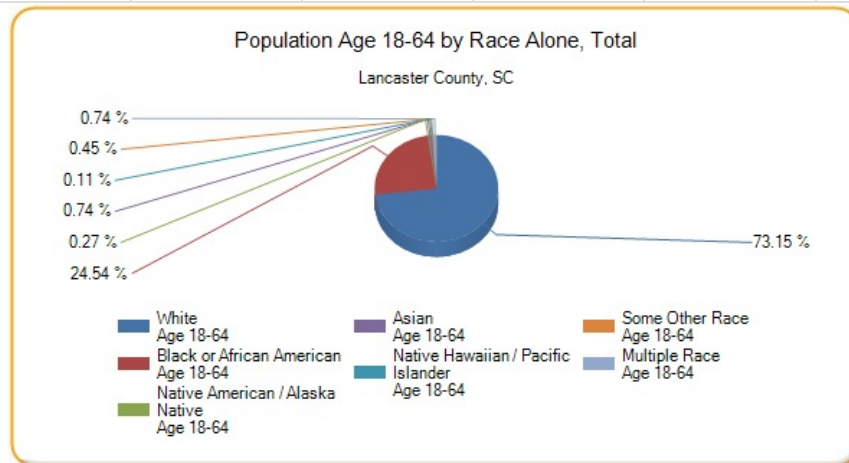 Population Age 18-64 by Race Alone, Total
Lancaster County, SC
0.74 %
0.45 %
0.11 %
0.74 %
0.27 %
24.54 %
73.15 %
White
Age 18-64
Black or African American
Age 18-64
Native American / Alaska
Native
Age 18-64
Asian
Age 18-64
Native Hawaiian / Pacific
Islander
Age 18-64
Some Other Race
Age 18-64
Multiple Race
Age 18-64